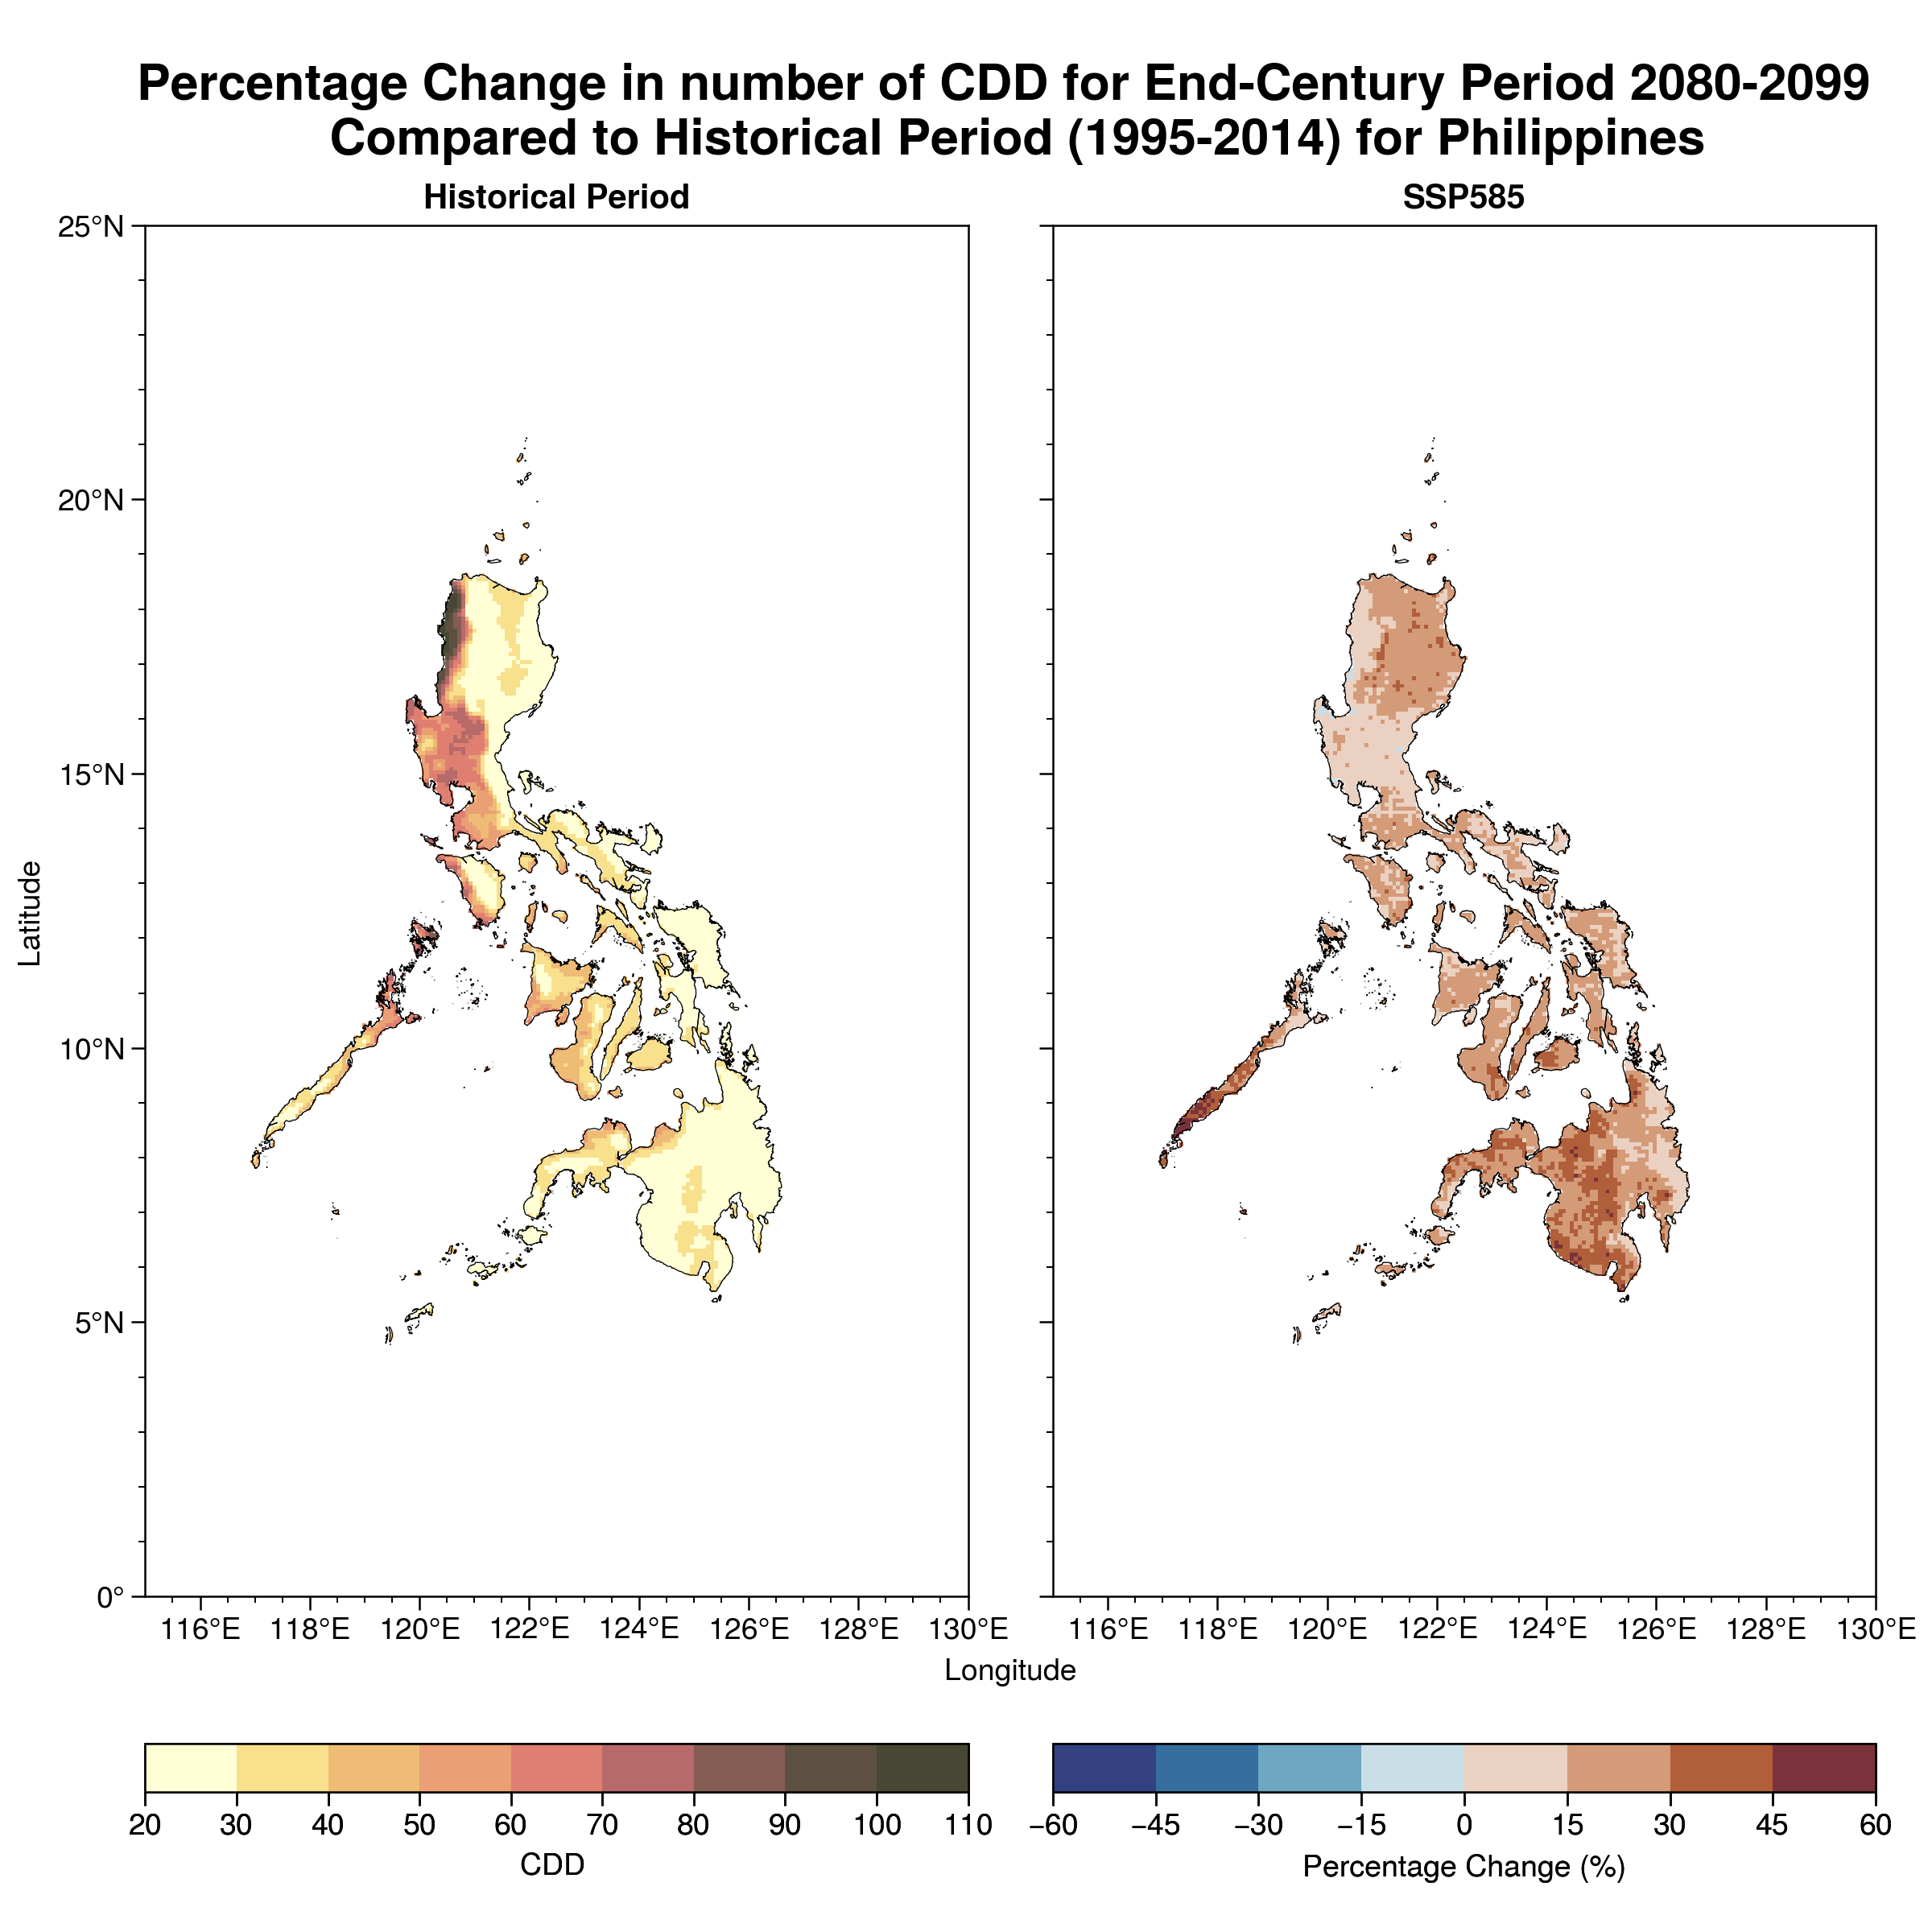 Percentage Change in number of CDD for End-Century Period 2080-2099
Compared to Historical Period (1995-2014) for Philippines
Historical Period
SSP585
25°N
20°N
15°N
10°N
5°N
0°
Latitude
116°E 118°E 120°E 122°E 124°E 126°E 128°E 130°E
116°E 118°E 120°E 122°E 124°E 126°E 128°E 130°E
Longitude
20 30 40 50 60 70 80 90 100 110
CDD
−60 −45 −30 −15 0 15 30 45 60
Percentage Change (%)